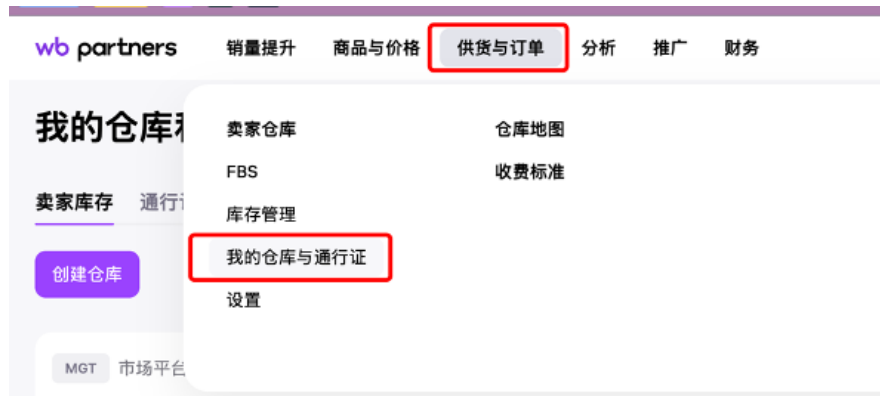 wb partners 销量提升 商品与价格 供货与订单 分析 推广 财务
我的仓库
卖家库存 通行
创建仓库
MGT 市场平台
卖家仓库
FBS
库存管理
我的仓库与通行证
设置
仓库地图
收费标准